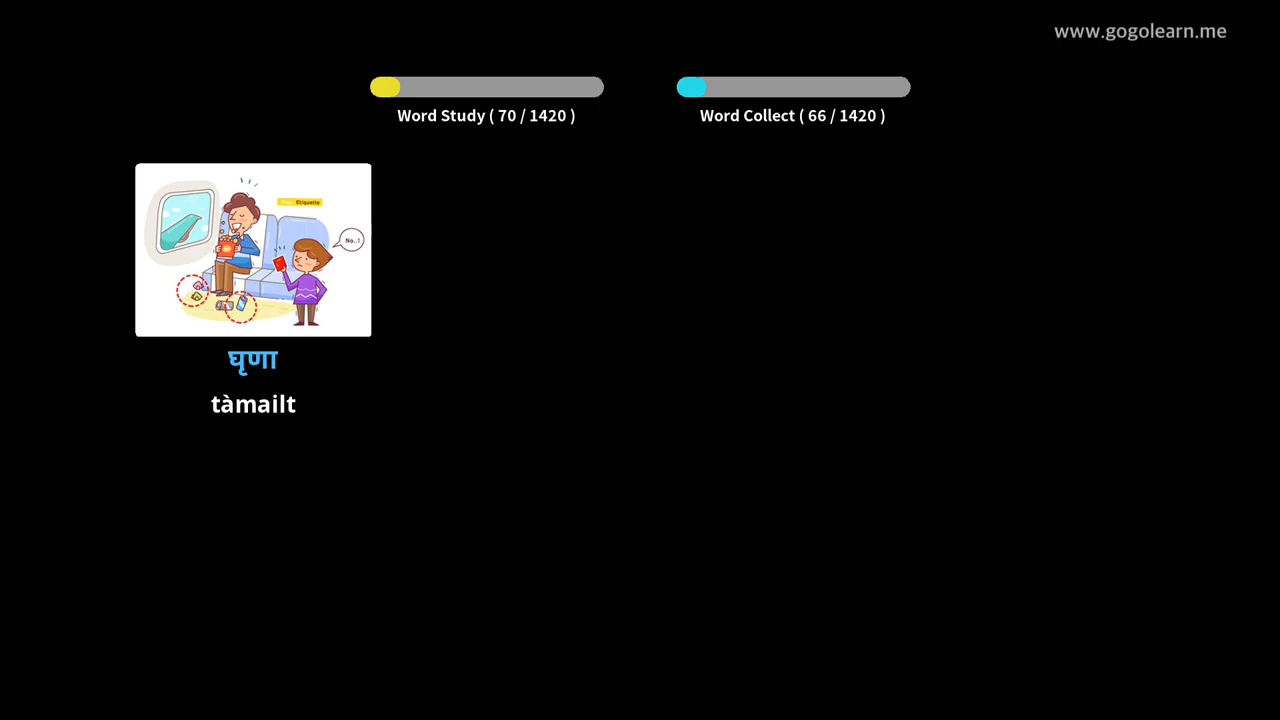 www.gogolearn.me
Word Study ( 70 / 1420 )
Word Collect ( 66 / 1420 )
Etiquette
No..!
घृणा
tàmailt